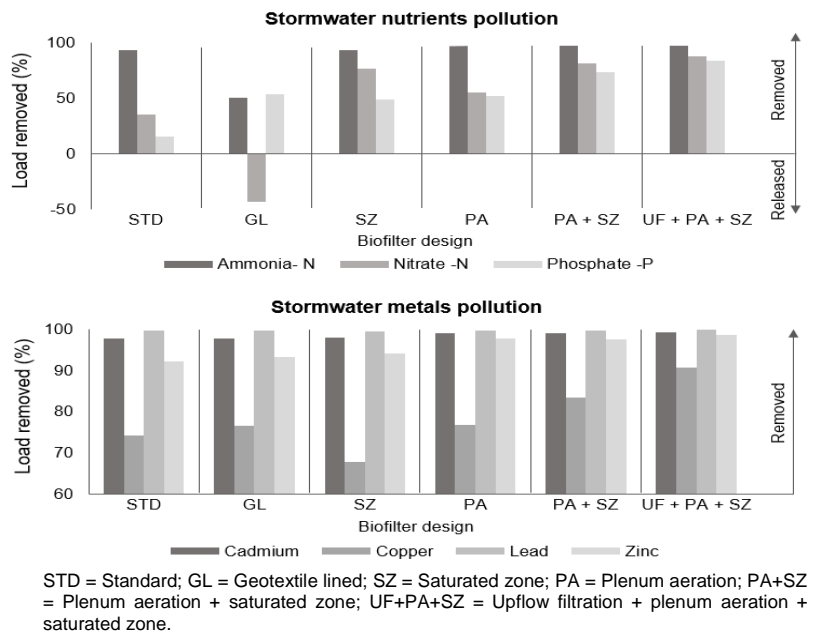 Stormwater nutrients pollution
Load removed (%)
100
50
0
-50
Removed
Released
STD GL SZ PA PA + SZ UF + PA + SZ
Biofilter design
Ammonia- N Nitrate -N Phosphate -P
Stormwater metals pollution
Load removed (%)
100
90
80
70
60
Removed
STD GL SZ PA PA + SZ UF + PA + SZ
Biofilter design
Cadmium Copper Lead Zinc
STD = Standard; GL = Geotextile lined; SZ = Saturated zone; PA = Plenum aeration; PA+SZ
= Plenum aeration + saturated zone; UF+PA+SZ = Upflow filtration + plenum aeration +
saturated zone.